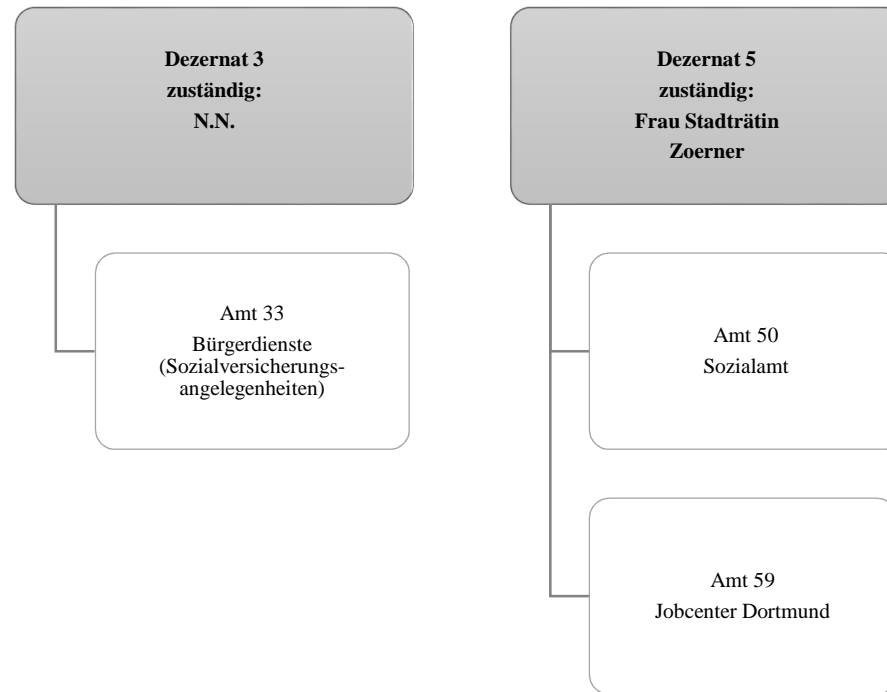 Dezernat 3
zuständig:
N.N.
Amt 33
Bürgerdienste
(Sozialversicherungs-
angelegenheiten)
Dezernat 5
zuständig:
Frau Stadträtin
Zoerner
Amt 50
Sozialamt
Amt 59
Jobcenter Dortmund